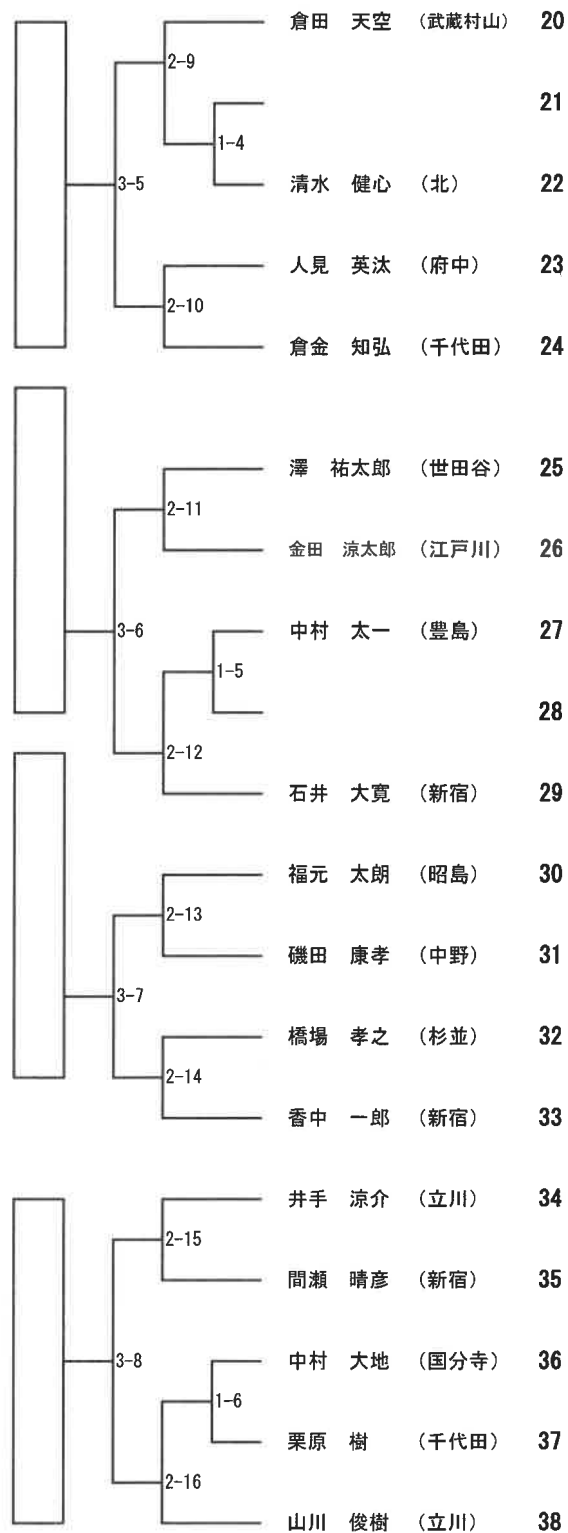 倉田　天空　（武蔵村山）　20
2-9
21
1-4
3-5
清水　健心　（北）　22
人見　英汰　（府中）　23
2-10
倉金　知弘　（千代田）　24
澤　祐太郎　（世田谷）　25
2-11
金田　涼太郎　（江戸川）　26
3-6
中村　太一　（豊島）　27
1-5
28
2-12
石井　大寛　（新宿）　29
福元　太朗　（昭島）　30
2-13
磯田　康孝　（中野）　31
3-7
橋場　孝之　（杉並）　32
2-14
香中　一郎　（新宿）　33
井手　涼介　（立川）　34
2-15
間瀬　晴彦　（新宿）　35
3-8
中村　大地　（国分寺）　36
1-6
栗原　樹　（千代田）　37
2-16
山川　俊樹　（立川）　38